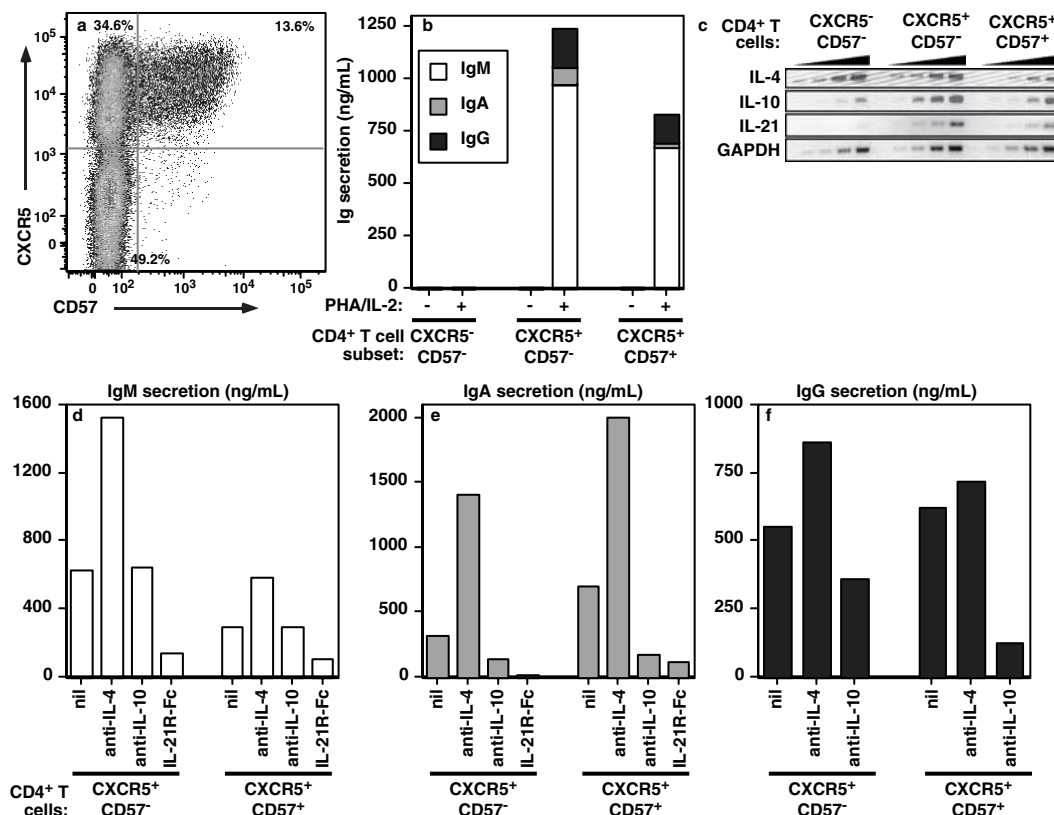 a
34.6%
13.6%
49.2%
10⁵
10⁴
10³
10²
0
CXCR5
0
10²
10³
10⁴
10⁵
CD57
b
Ig secretion (ng/mL)
1250
1000
750
500
250
0
IgM
IgA
IgG
PHA/IL-2: - + - + - +
CD4⁺ T cell subset:
CXCR5⁻ CD57⁻
CXCR5⁺ CD57⁻
CXCR5⁺ CD57⁺
c
CD4⁺ T cells:
CXCR5⁻ CD57⁻
CXCR5⁺ CD57⁻
CXCR5⁺ CD57⁺
IL-4
IL-10
IL-21
GAPDH
IgM secretion (ng/mL)
d
1600
1200
800
400
0
nil
anti-IL-4
anti-IL-10
IL-21R-Fc
nil
anti-IL-4
anti-IL-10
IL-21R-Fc
CD4⁺ T cells:
CXCR5⁺ CD57⁻
CXCR5⁺ CD57⁺
IgA secretion (ng/mL)
e
2000
1500
1000
500
0
nil
anti-IL-4
anti-IL-10
IL-21R-Fc
nil
anti-IL-4
anti-IL-10
IL-21R-Fc
CXCR5⁺ CD57⁻
CXCR5⁺ CD57⁺
IgG secretion (ng/mL)
f
1000
750
500
250
0
nil
anti-IL-4
anti-IL-10
nil
anti-IL-4
anti-IL-10
CXCR5⁺ CD57⁻
CXCR5⁺ CD57⁺